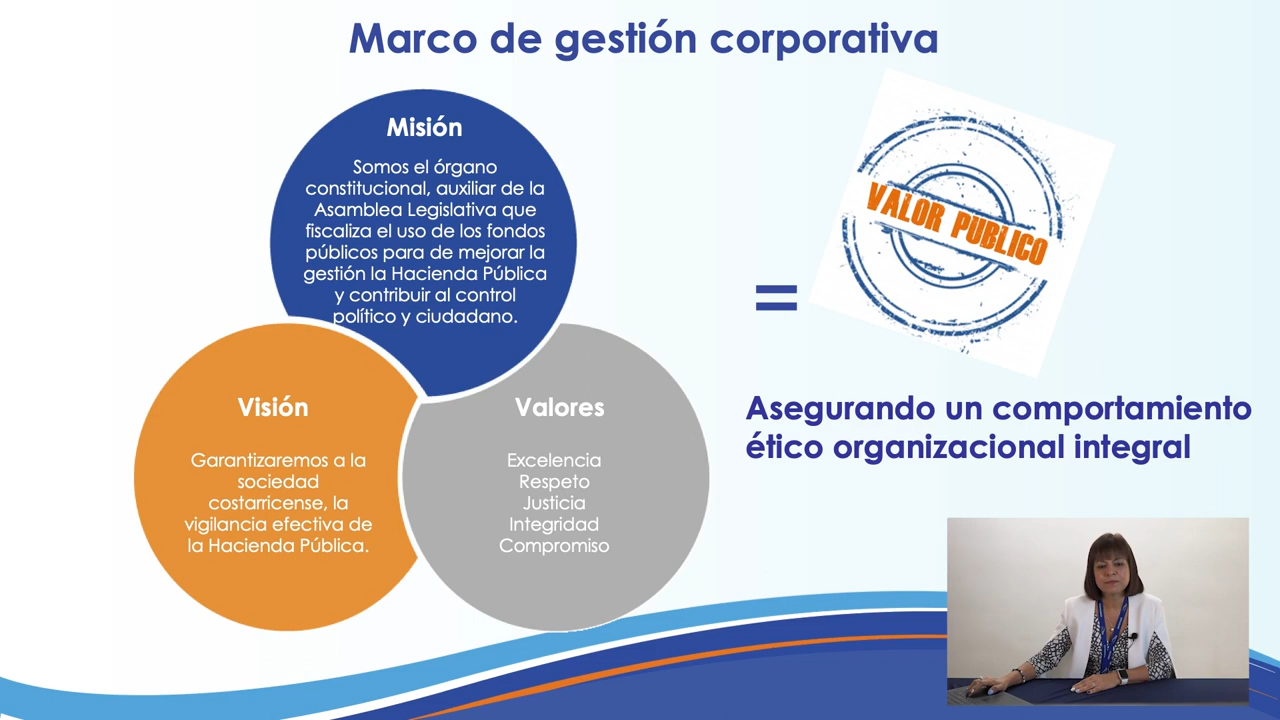 Marco de gestión corporativa
Misión
Somos el órgano
constitucional, auxiliar de la
Asamblea Legislativa que
fiscaliza el uso de los fondos
públicos para de mejorar la
gestión la Hacienda Pública
y contribuir al control
político y ciudadano.
Visión
Garantizaremos a la
sociedad
costarricense, la
vigilancia efectiva de
la Hacienda Pública.
Valores
Excelencia
Respeto
Justicia
Integridad
Compromiso
=
VALOR PUBLICO
Asegurando un comportamiento
ético organizacional integral